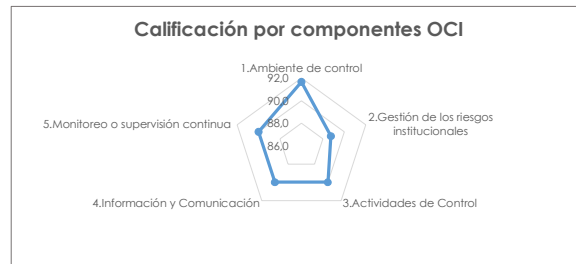 Calificación por componentes OCI
1.Ambiente de control
92,0
90,0
88,0
86,0
2.Gestión de los riesgos
institucionales
3.Actividades de Control
4.Información y Comunicación
5.Monitoreo o supervisión continua